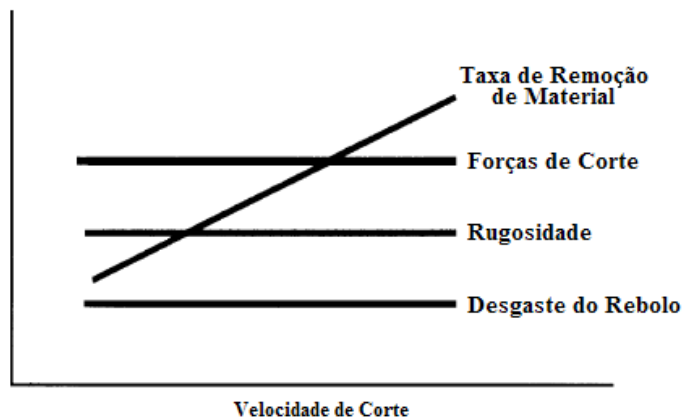 Taxa de Remoção
de Material
Forças de Corte
Rugosidade
Desgaste do Rebolo
Velocidade de Corte